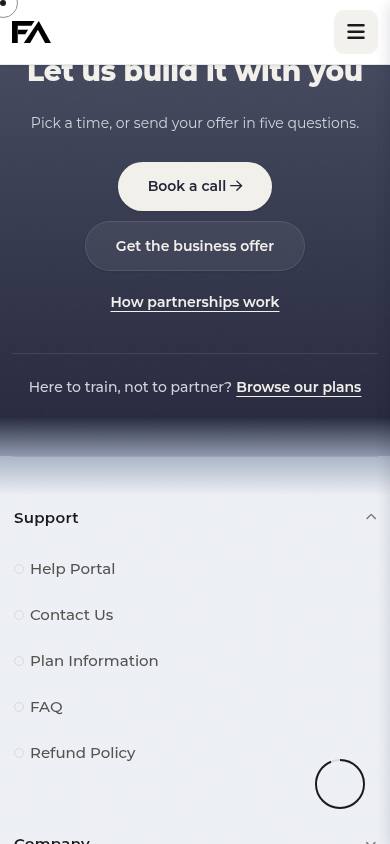 FA
Let us build it with you
Pick a time, or send your offer in five questions.
Book a call →
Get the business offer
How partnerships work
Here to train, not to partner? Browse our plans
Support
Help Portal
Contact Us
Plan Information
FAQ
Refund Policy
Company